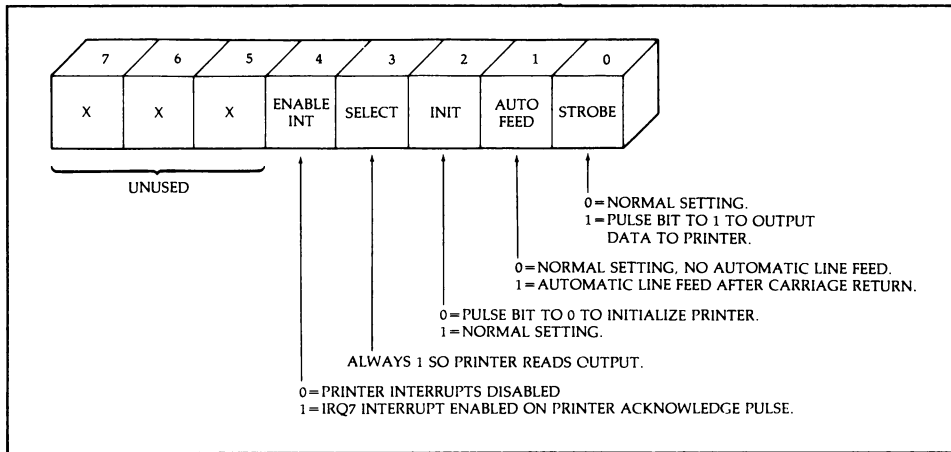 7 6 5 4 3 2 1 0
X X X ENABLE INT SELECT INIT AUTO FEED STROBE
UNUSED
0=NORMAL SETTING.
1=PULSE BIT TO 1 TO OUTPUT
DATA TO PRINTER.
0=NORMAL SETTING, NO AUTOMATIC LINE FEED.
1=AUTOMATIC LINE FEED AFTER CARRIAGE RETURN.
0=PULSE BIT TO 0 TO INITIALIZE PRINTER.
1=NORMAL SETTING.
ALWAYS 1 SO PRINTER READS OUTPUT.
0=PRINTER INTERRUPTS DISABLED
1=IRQ7 INTERRUPT ENABLED ON PRINTER ACKNOWLEDGE PULSE.